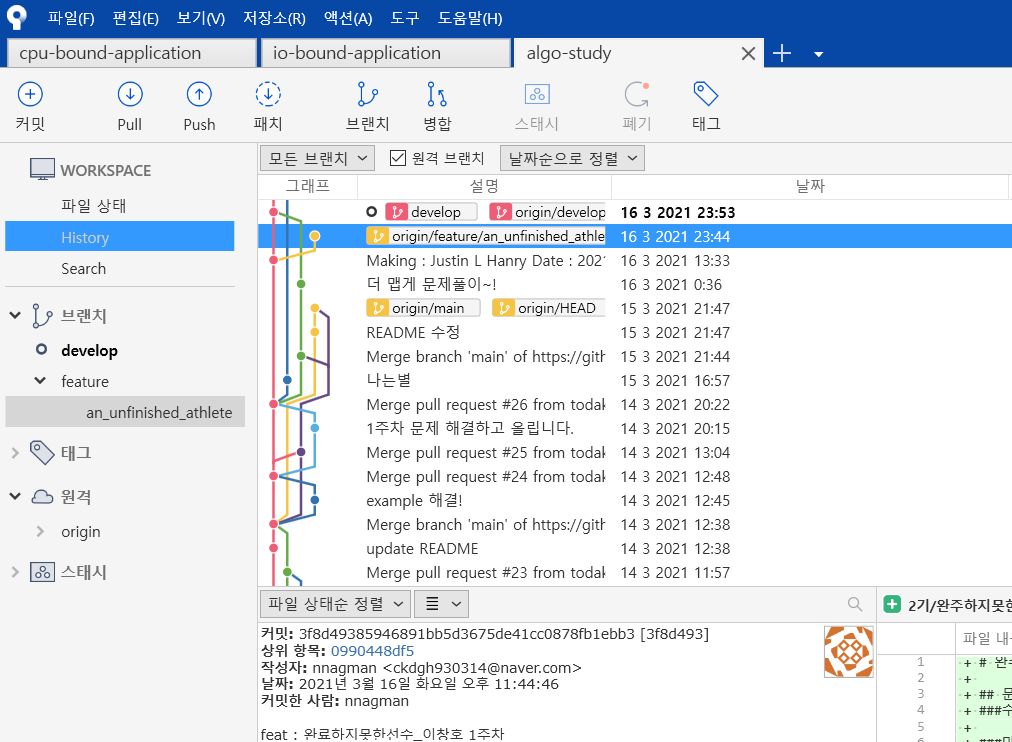 파일(F) 편집(E) 보기(V) 저장소(R) 액션(A) 도구 도움말(H)
cpu-bound-application io-bound-application algo-study
커밋 Pull Push 패치 브랜치 병합 스태시 폐기 태그
WORKSPACE
파일 상태
History
Search
브랜치
develop
feature
an_unfinished_athlete
태그
원격
origin
스태시
모든 브랜치 원격 브랜치 날짜순으로 정렬
그래프 설명 날짜
develop origin/develop 16 3 2021 23:53
origin/feature/an_unfinished_athle 16 3 2021 23:44
Making : Justin L Hanry Date : 2021 16 3 2021 13:33
더 맵게 문제풀이~! 16 3 2021 0:36
origin/main origin/HEAD 15 3 2021 21:47
README 수정 15 3 2021 21:47
Merge branch 'main' of https://gith 15 3 2021 21:44
나는별 15 3 2021 16:57
Merge pull request #26 from todak 14 3 2021 20:22
1주차 문제 해결하고 올립니다. 14 3 2021 20:15
Merge pull request #25 from todak 14 3 2021 13:04
Merge pull request #24 from todak 14 3 2021 12:48
example 해결! 14 3 2021 12:45
Merge branch 'main' of https://gith 14 3 2021 12:38
update README 14 3 2021 12:38
Merge pull request #23 from todak 14 3 2021 11:57
파일 상태순 정렬
커밋: 3f8d49385946891bb5d3675de41cc0878fb1ebb3 [3f8d493]
상위 항목: 0990448df5
작성자: nnagman <ckdgh930314@naver.com>
날짜: 2021년 3월 16일 화요일 오후 11:44:46
커밋한 사람: nnagman
feat : 완료하지못한선수_이창호 1주차
2기/완주하지못한
파일 내
1 + # 완
2 +
3 + ## 문
4 + ###수
5 +
6 + ###